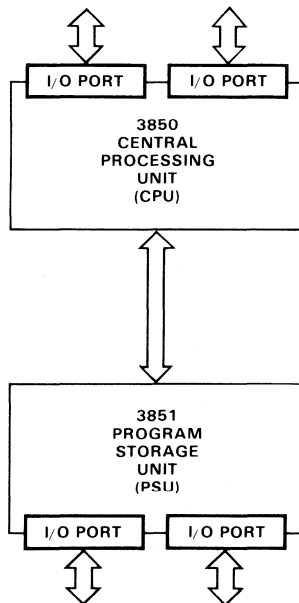 I/O PORT I/O PORT
3850
CENTRAL
PROCESSING
UNIT
(CPU)
3851
PROGRAM
STORAGE
UNIT
(PSU)
I/O PORT I/O PORT